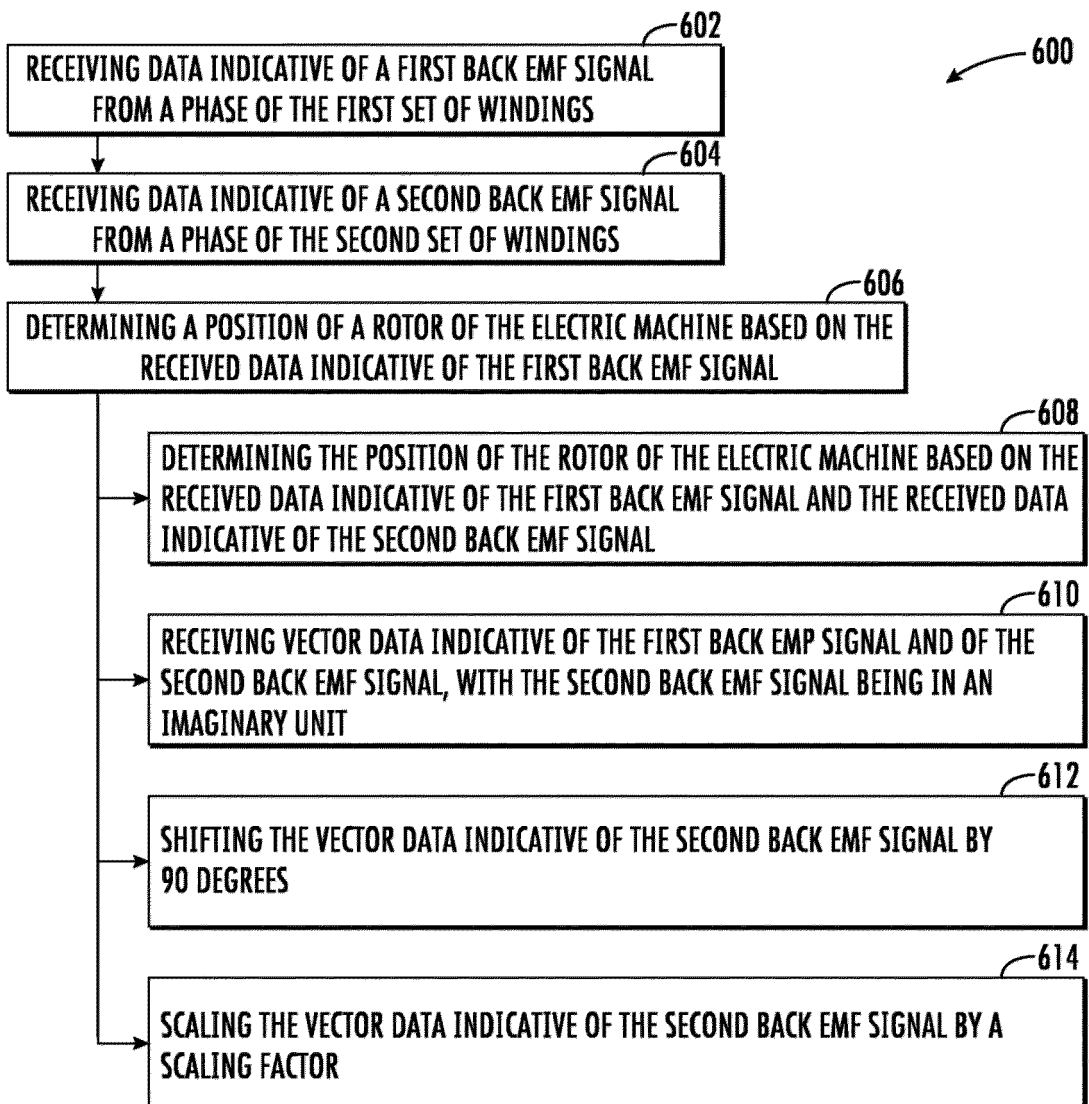 602
600
RECEIVING DATA INDICATIVE OF A FIRST BACK EMF SIGNAL
FROM A PHASE OF THE FIRST SET OF WINDINGS
604
RECEIVING DATA INDICATIVE OF A SECOND BACK EMF SIGNAL
FROM A PHASE OF THE SECOND SET OF WINDINGS
606
DETERMINING A POSITION OF A ROTOR OF THE ELECTRIC MACHINE BASED ON THE
RECEIVED DATA INDICATIVE OF THE FIRST BACK EMF SIGNAL
608
DETERMINING THE POSITION OF THE ROTOR OF THE ELECTRIC MACHINE BASED ON THE
RECEIVED DATA INDICATIVE OF THE FIRST BACK EMF SIGNAL AND THE RECEIVED DATA
INDICATIVE OF THE SECOND BACK EMF SIGNAL
610
RECEIVING VECTOR DATA INDICATIVE OF THE FIRST BACK EMP SIGNAL AND OF THE
SECOND BACK EMF SIGNAL, WITH THE SECOND BACK EMF SIGNAL BEING IN AN
IMAGINARY UNIT
612
SHIFTING THE VECTOR DATA INDICATIVE OF THE SECOND BACK EMF SIGNAL BY
90 DEGREES
614
SCALING THE VECTOR DATA INDICATIVE OF THE SECOND BACK EMF SIGNAL BY A
SCALING FACTOR